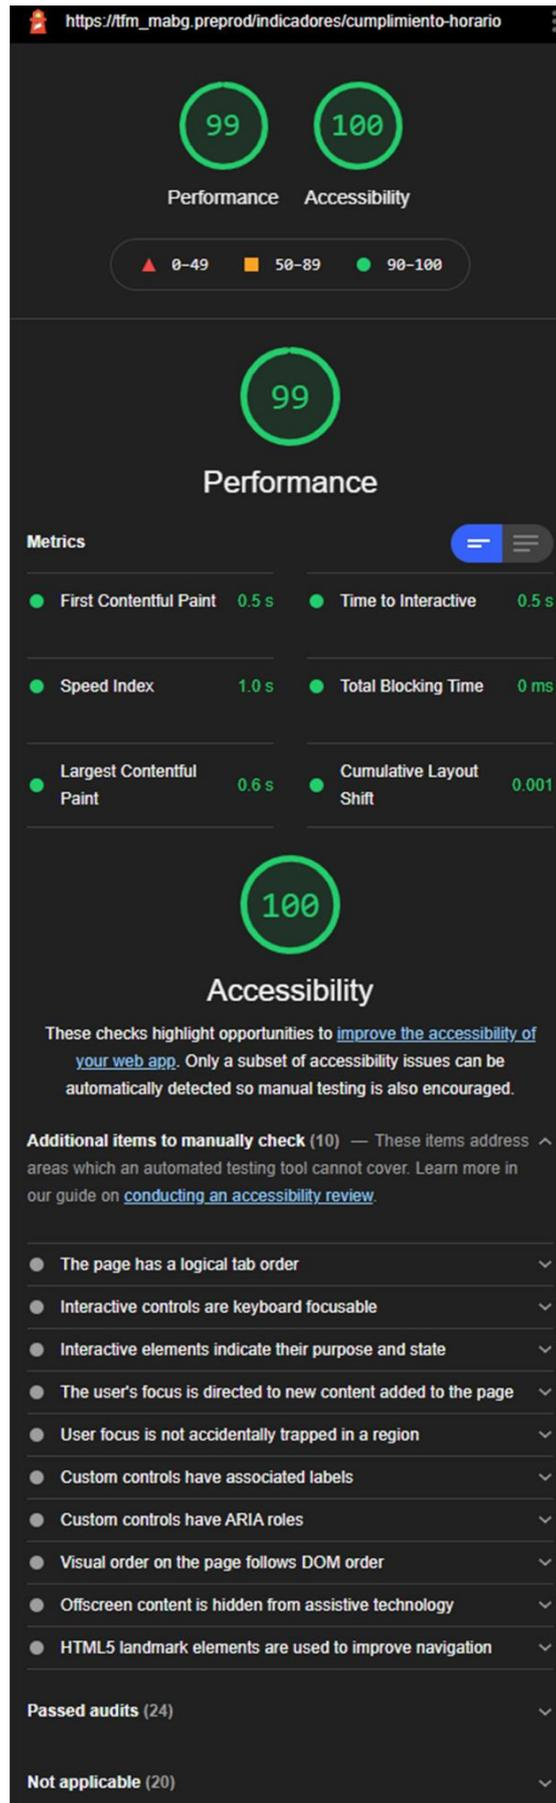 https://tfm_mabg.preprod/indicadores/cumplimiento-horario
99
100
Performance
Accessibility
0-49
50-89
90-100
99
Performance
Metrics
First Contentful Paint 0.5 s
Time to Interactive 0.5 s
Speed Index 1.0 s
Total Blocking Time 0 ms
Largest Contentful
Paint
0.6 s
Cumulative Layout
Shift
0.001
100
Accessibility
These checks highlight opportunities to improve the accessibility of
your web app. Only a subset of accessibility issues can be
automatically detected so manual testing is also encouraged.
Additional items to manually check (10) — These items address
areas which an automated testing tool cannot cover. Learn more in
our guide on conducting an accessibility review.
The page has a logical tab order
Interactive controls are keyboard focusable
Interactive elements indicate their purpose and state
The user's focus is directed to new content added to the page
User focus is not accidentally trapped in a region
Custom controls have associated labels
Custom controls have ARIA roles
Visual order on the page follows DOM order
Offscreen content is hidden from assistive technology
HTML5 landmark elements are used to improve navigation
Passed audits (24)
Not applicable (20)